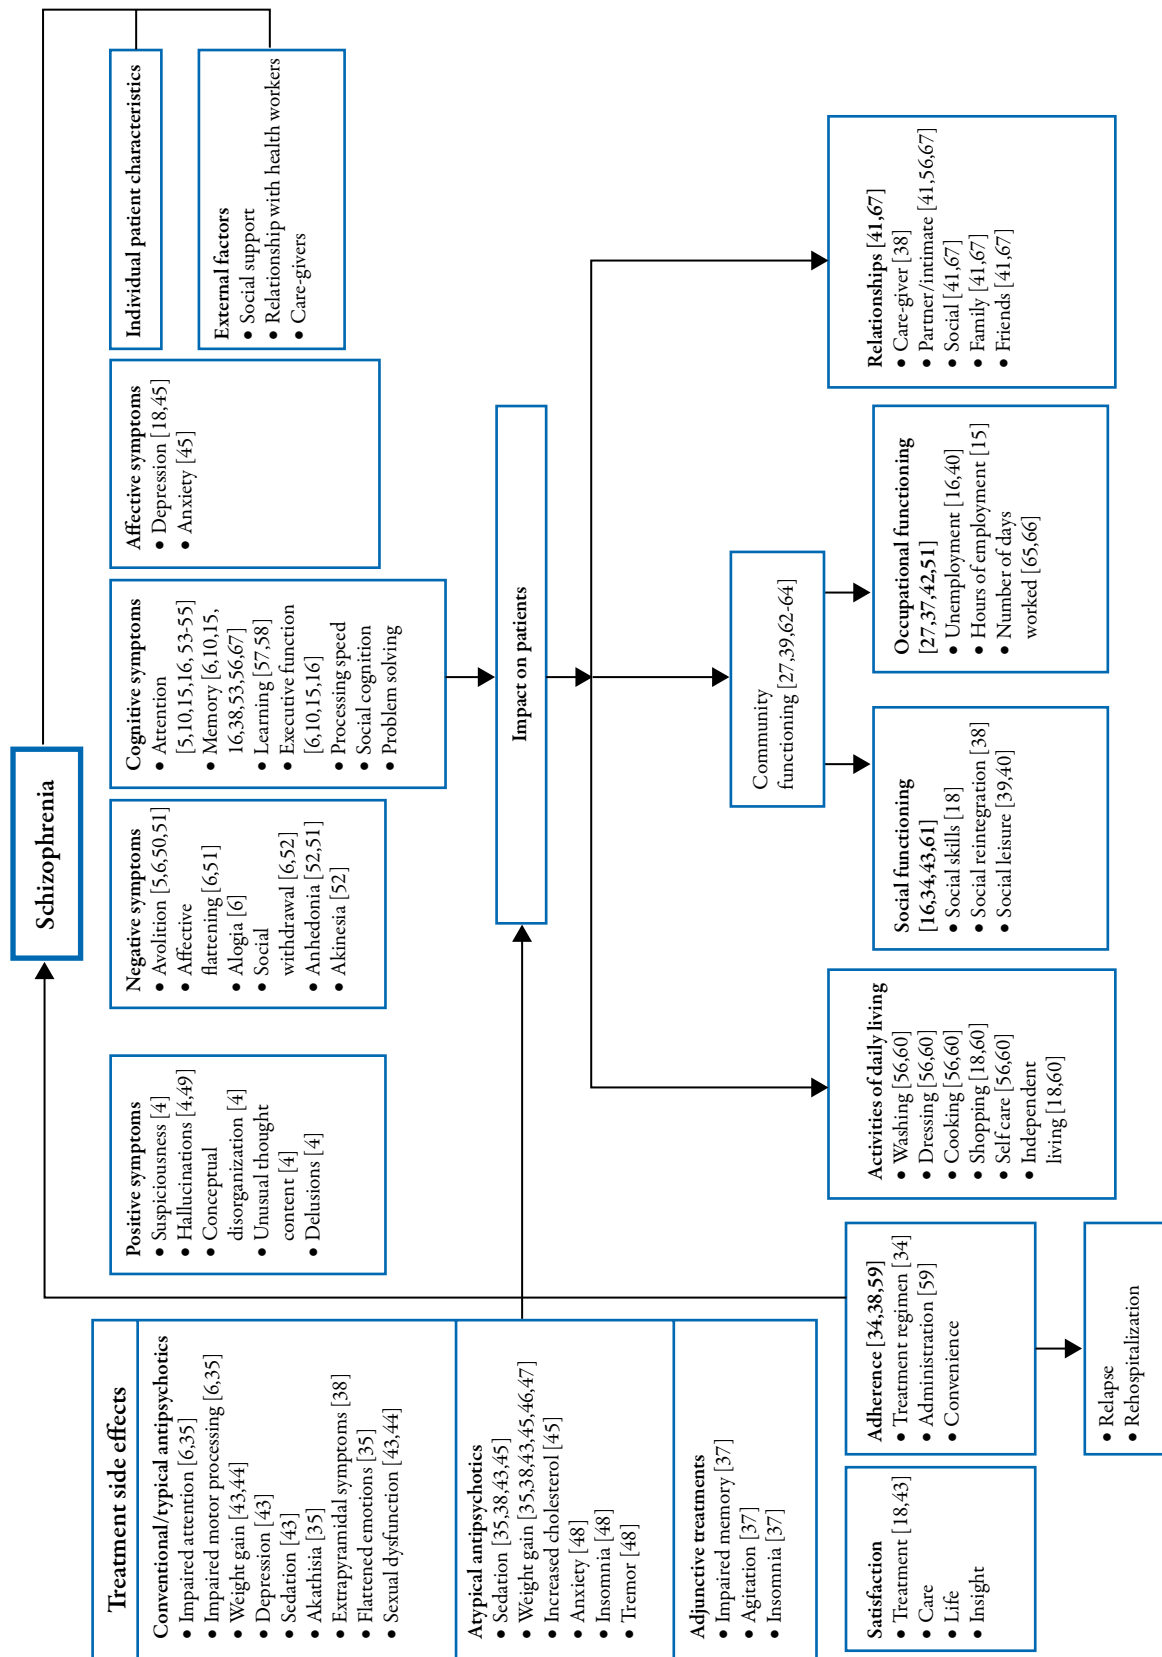 Schizophrenia
Treatment side effects
Conventional/typical antipsychotics
• Impaired attention [6,35]
• Impaired motor processing [6,35]
• Weight gain [43,44]
• Depression [43]
• Sedation [43]
• Akathisia [35]
• Extrapyramidal symptoms [38]
• Flattened emotions [35]
• Sexual dysfunction [43,44]
Atypical antipsychotics
• Sedation [35,38,43,45]
• Weight gain [35,38,43,45,46,47]
• Increased cholesterol [45]
• Anxiety [48]
• Insomnia [48]
• Tremor [48]
Adjunctive treatments
• Impaired memory [37]
• Agitation [37]
• Insomnia [37]
Positive symptoms
• Suspiciousness [4]
• Hallucinations [4,49]
• Conceptual
disorganization [4]
• Unusual thought
content [4]
• Delusions [4]
Negative symptoms
• Avolition [5,6,50,51]
• Affective
flattening [6,51]
• Alogia [6]
• Social
withdrawal [6,52]
• Anhedonia [52,51]
• Akinesia [52]
Cognitive symptoms
• Attention
[5,10,15,16,53-55]
• Memory [6,10,15,
16,38,53,56,67]
• Learning [57,58]
• Executive function
[6,10,15,16]
• Processing speed
• Social cognition
• Problem solving
Affective symptoms
• Depression [18,45]
• Anxiety [45]
Individual patient characteristics
External factors
• Social support
• Relationship with health workers
• Care-givers
Impact on patients
Satisfaction
• Treatment [18,43]
• Care
• Life
• Insight
Adherence [34,38,59]
• Treatment regimen [34]
• Administration [59]
• Convenience
• Relapse
• Rehospitalization
Activities of daily living
• Washing [56,60]
• Dressing [56,60]
• Cooking [56,60]
• Shopping [18,60]
• Self care [56,60]
• Independent
living [18,60]
Community
functioning [27,39,62-64]
Social functioning
[16,34,43,61]
• Social skills [18]
• Social reintegration [38]
• Social leisure [39,40]
Occupational functioning
[27,37,42,51]
• Unemployment [16,40]
• Hours of employment [15]
• Number of days
worked [65,66]
Relationships [41,67]
• Care-giver [38]
• Partner/intimate [41,56,67]
• Social [41,67]
• Family [41,67]
• Friends [41,67]